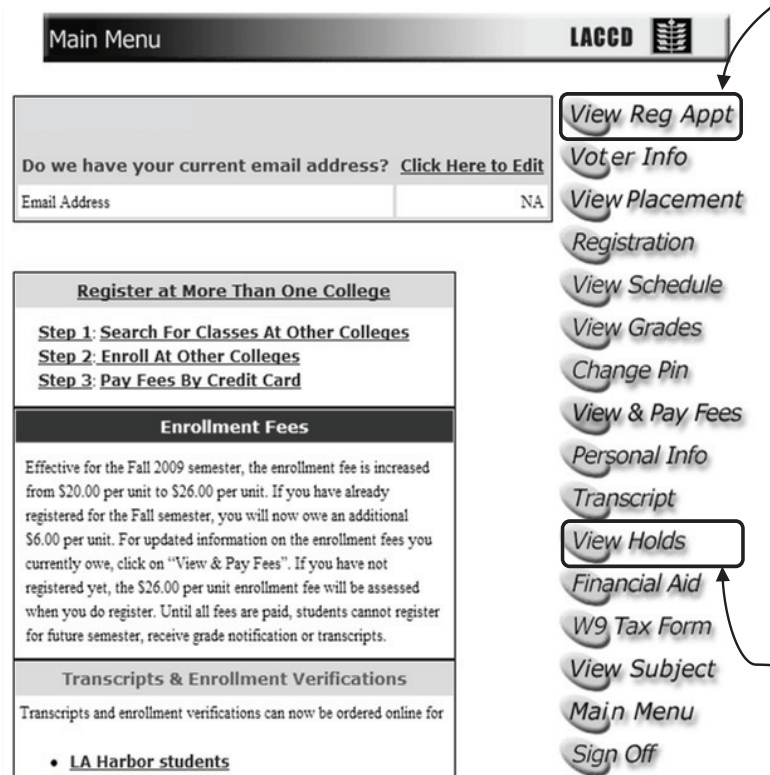 Main Menu
LACCD
Do we have your current email address? Click Here to Edit
Email Address NA
Register at More Than One College
Step 1: Search For Classes At Other Colleges
Step 2: Enroll At Other Colleges
Step 3: Pay Fees By Credit Card
Enrollment Fees
Effective for the Fall 2009 semester, the enrollment fee is increased
from $20.00 per unit to $26.00 per unit. If you have already
registered for the Fall semester, you will now owe an additional
$6.00 per unit. For updated information on the enrollment fees you
currently owe, click on “View & Pay Fees”. If you have not
registered yet, the $26.00 per unit enrollment fee will be assessed
when you do register. Until all fees are paid, students cannot register
for future semester, receive grade notification or transcripts.
Transcripts & Enrollment Verifications
Transcripts and enrollment verifications can now be ordered online for
• LA Harbor students
View Reg Appt
Voter Info
View Placement
Registration
View Schedule
View Grades
Change Pin
View & Pay Fees
Personal Info
Transcript
View Holds
Financial Aid
W9 Tax Form
View Subject
Main Menu
Sign Off